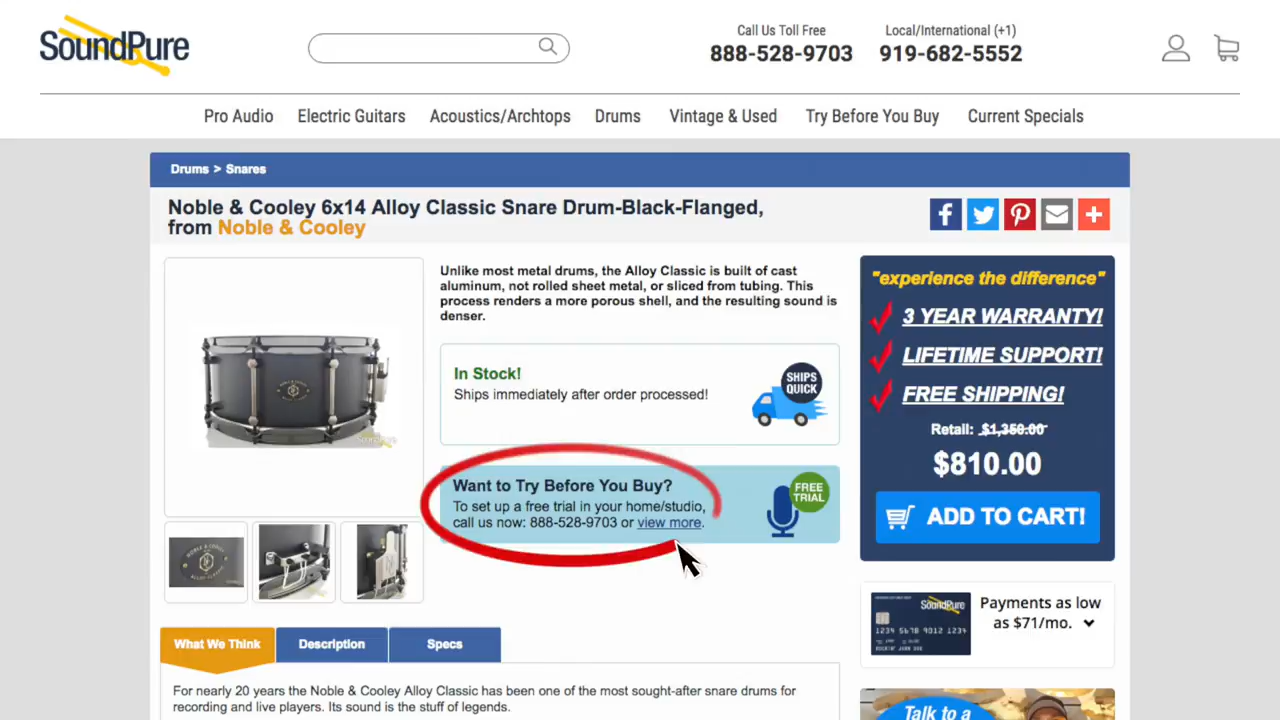 SoundPure
Call Us Toll Free
888-528-9703
Local/International (+1)
919-682-5552
Pro Audio
Electric Guitars
Acoustics/Archtops
Drums
Vintage & Used
Try Before You Buy
Current Specials
Drums > Snares
Noble & Cooley 6x14 Alloy Classic Snare Drum-Black-Flanged,
from Noble & Cooley
Unlike most metal drums, the Alloy Classic is built of cast
aluminum, not rolled sheet metal, or sliced from tubing. This
process renders a more porous shell, and the resulting sound is
denser.
In Stock!
Ships immediately after order processed!
SHIPS
QUICK
Want to Try Before You Buy?
To set up a free trial in your home/studio,
call us now: 888-528-9703 or view more.
FREE
TRIAL
"experience the difference"
3 YEAR WARRANTY!
LIFETIME SUPPORT!
FREE SHIPPING!
Retail: $1,350.00
$810.00
ADD TO CART!
SoundPure
1234 5678 9012 1234
Payments as low
as $71/mo.
What We Think
Description
Specs
For nearly 20 years the Noble & Cooley Alloy Classic has been one of the most sought-after snare drums for
recording and live players. Its sound is the stuff of legends.
Talk to a